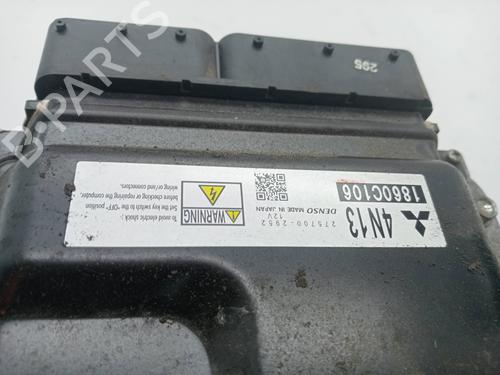 B-PARTS
295
1860C106
4N13
275700-2952
12V
DENSO MADE IN JAPAN
WARNING
To avoid electric shock :
Set the key switch to the "OFF" position
before checking or repairing the computer,
wiring or/and connectors.